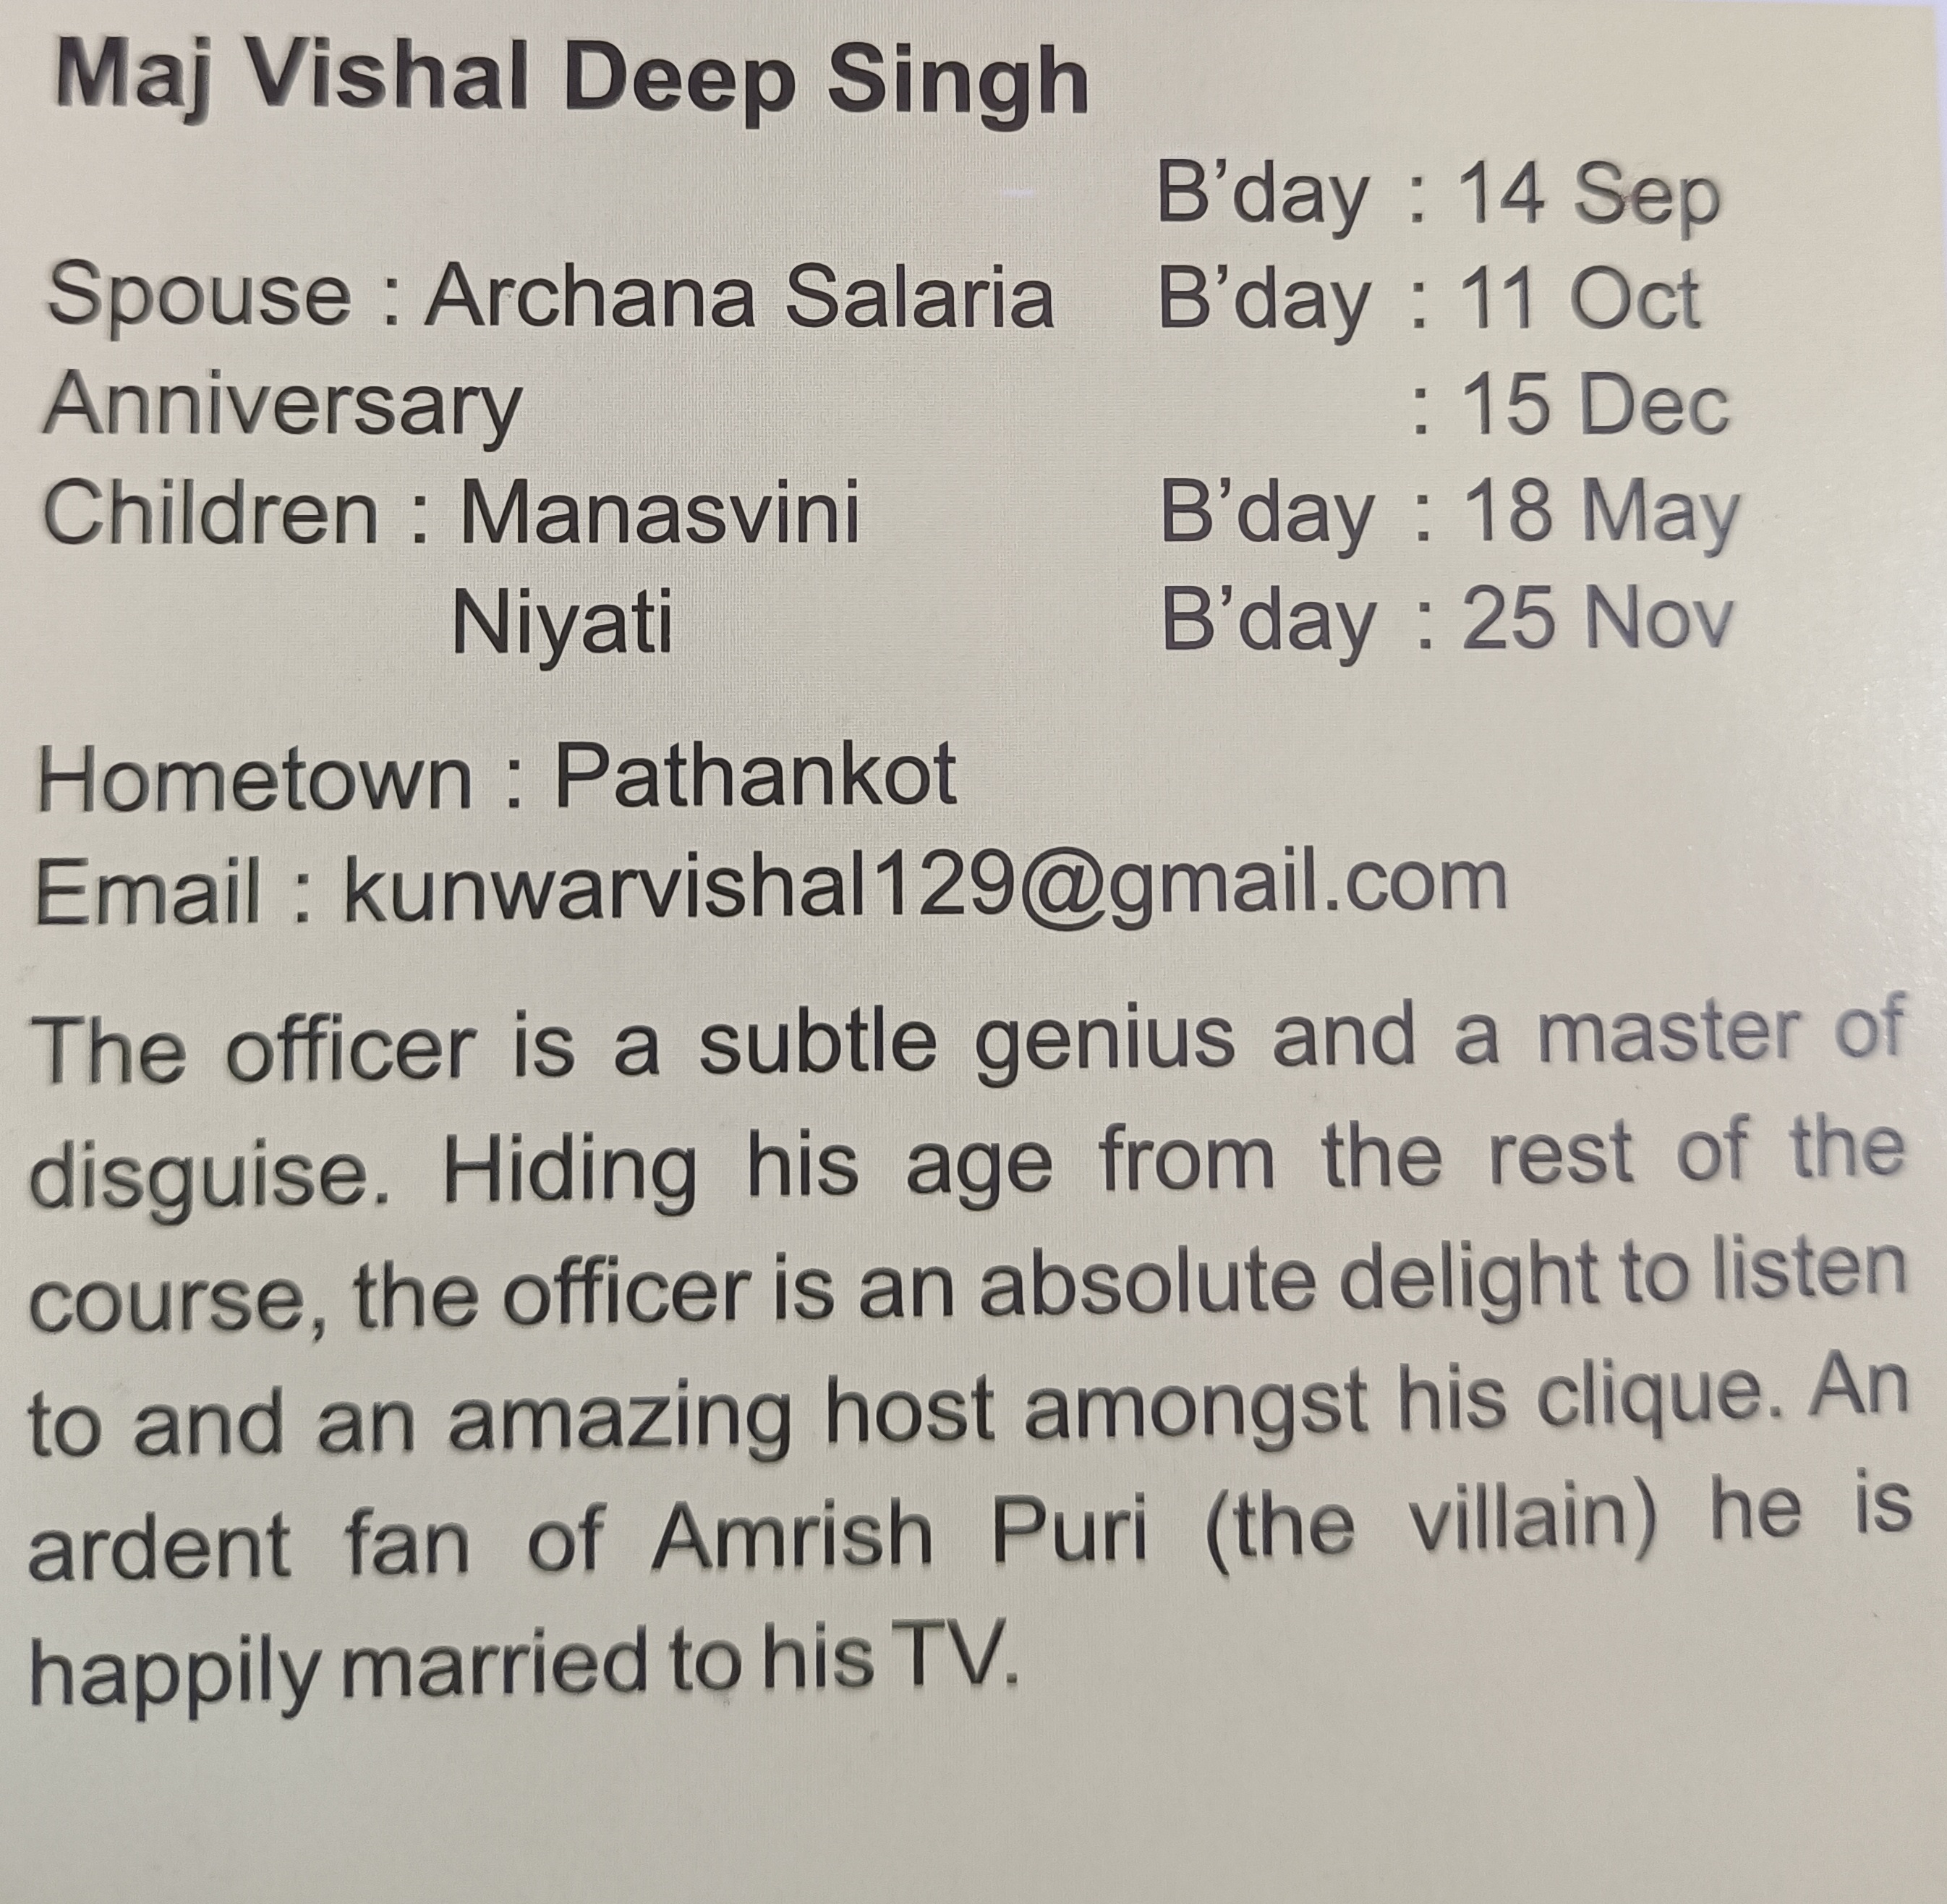 Maj Vishal Deep Singh
B’day : 14 Sep
Spouse : Archana Salaria B’day : 11 Oct
Anniversary : 15 Dec
Children : Manasvini B’day : 18 May
Niyati B’day : 25 Nov
Hometown : Pathankot
Email : kunwarvishal129@gmail.com
The officer is a subtle genius and a master of
disguise. Hiding his age from the rest of the
course, the officer is an absolute delight to listen
to and an amazing host amongst his clique. An
ardent fan of Amrish Puri (the villain) he is
happily married to his TV.